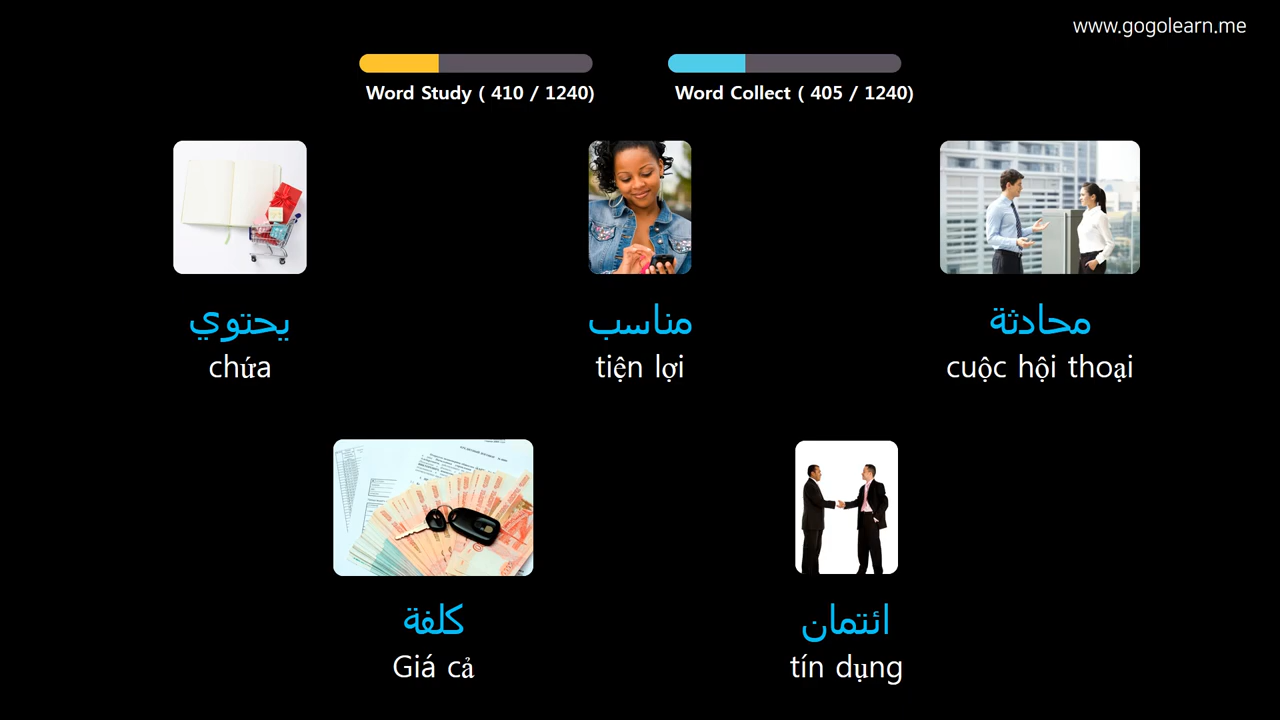 www.gogolearn.me
Word Study ( 410 / 1240)
Word Collect ( 405 / 1240)
يحتوي
chứa
مناسب
tiện lợi
محادثة
cuộc hội thoại
كلفة
Giá cả
ائتمان
tín dụng